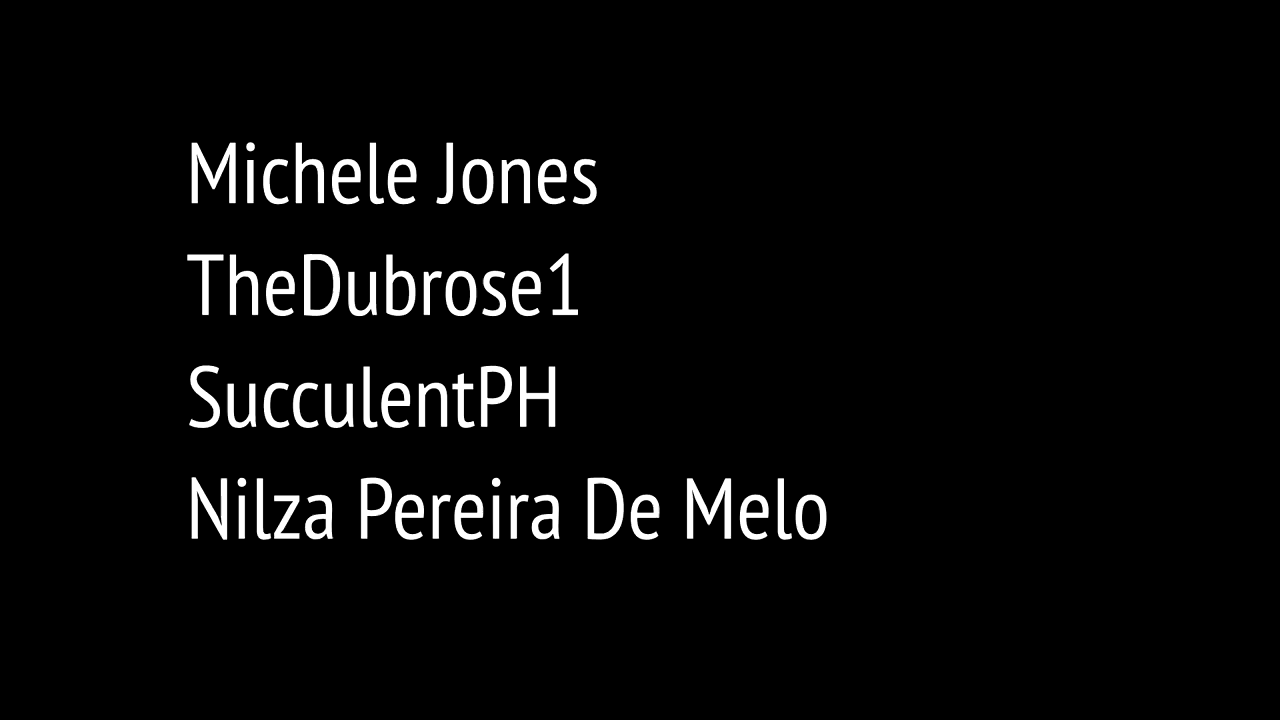 Michele Jones
TheDubrose1
SucculentPH
Nilza Pereira De Melo